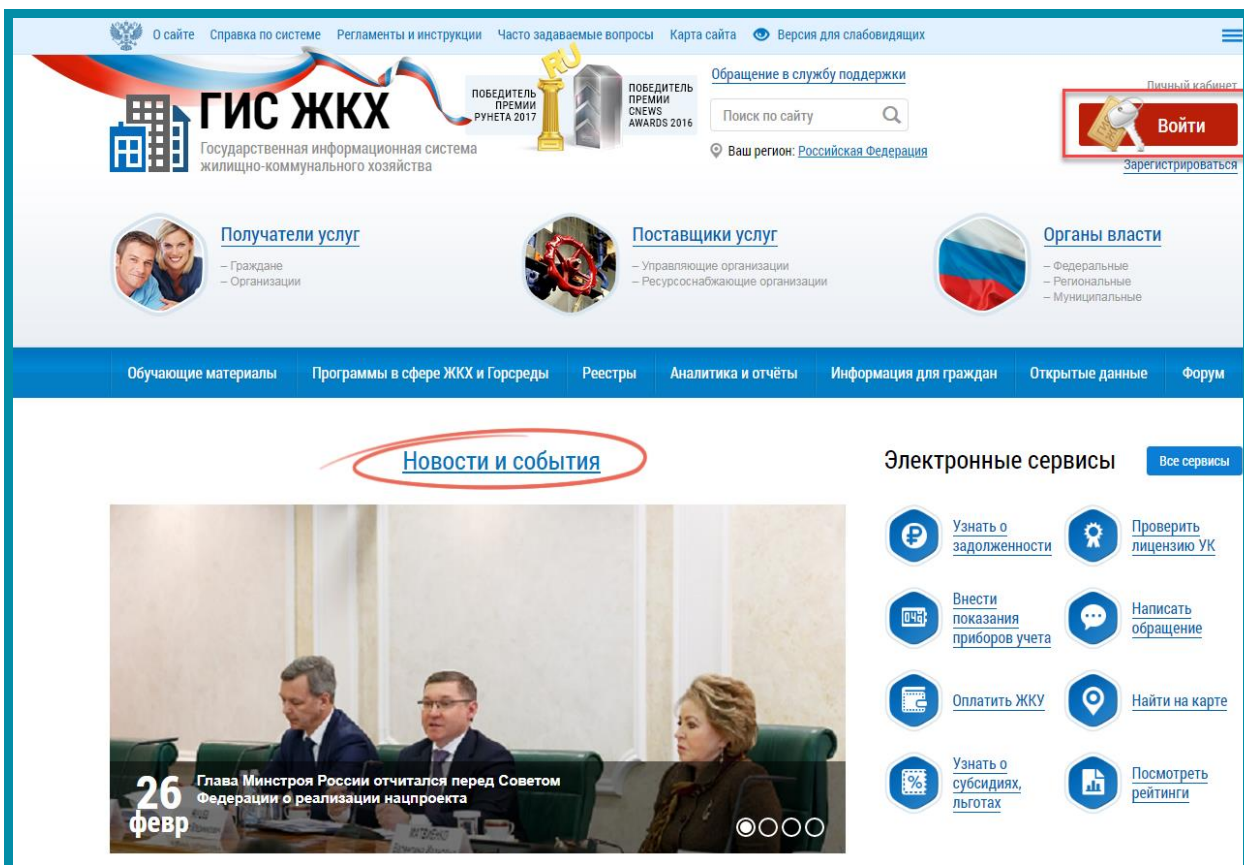 О сайте Справка по системе Регламенты и инструкции Часто задаваемые вопросы Карта сайта Версия для слабовидящих
ГИС ЖКХ
Государственная информационная система
жилищно-коммунального хозяйства
ПОБЕДИТЕЛЬ
ПРЕМИИ
РУНЕТА 2017
RU
ПОБЕДИТЕЛЬ
ПРЕМИИ
CNEWS
AWARDS 2016
Обращение в службу поддержки
Поиск по сайту
Ваш регион: Российская Федерация
Личный кабинет
Войти
Зарегистрироваться
Получатели услуг
– Граждане
– Организации
Поставщики услуг
– Управляющие организации
– Ресурсоснабжающие организации
Органы власти
– Федеральные
– Региональные
– Муниципальные
Обучающие материалы Программы в сфере ЖКХ и Горсреды Реестры Аналитика и отчёты Информация для граждан Открытые данные Форум
Новости и события
26
февр
Глава Минстроя России отчитался перед Советом
Федерации о реализации нацпроекта
МАТВИЕНКО
Электронные сервисы
Все сервисы
Узнать о
задолженности
Проверить
лицензию УК
Внести
показания
приборов учета
Написать
обращение
Оплатить ЖКУ
Найти на карте
Узнать о
субсидиях,
льготах
Посмотреть
рейтинги